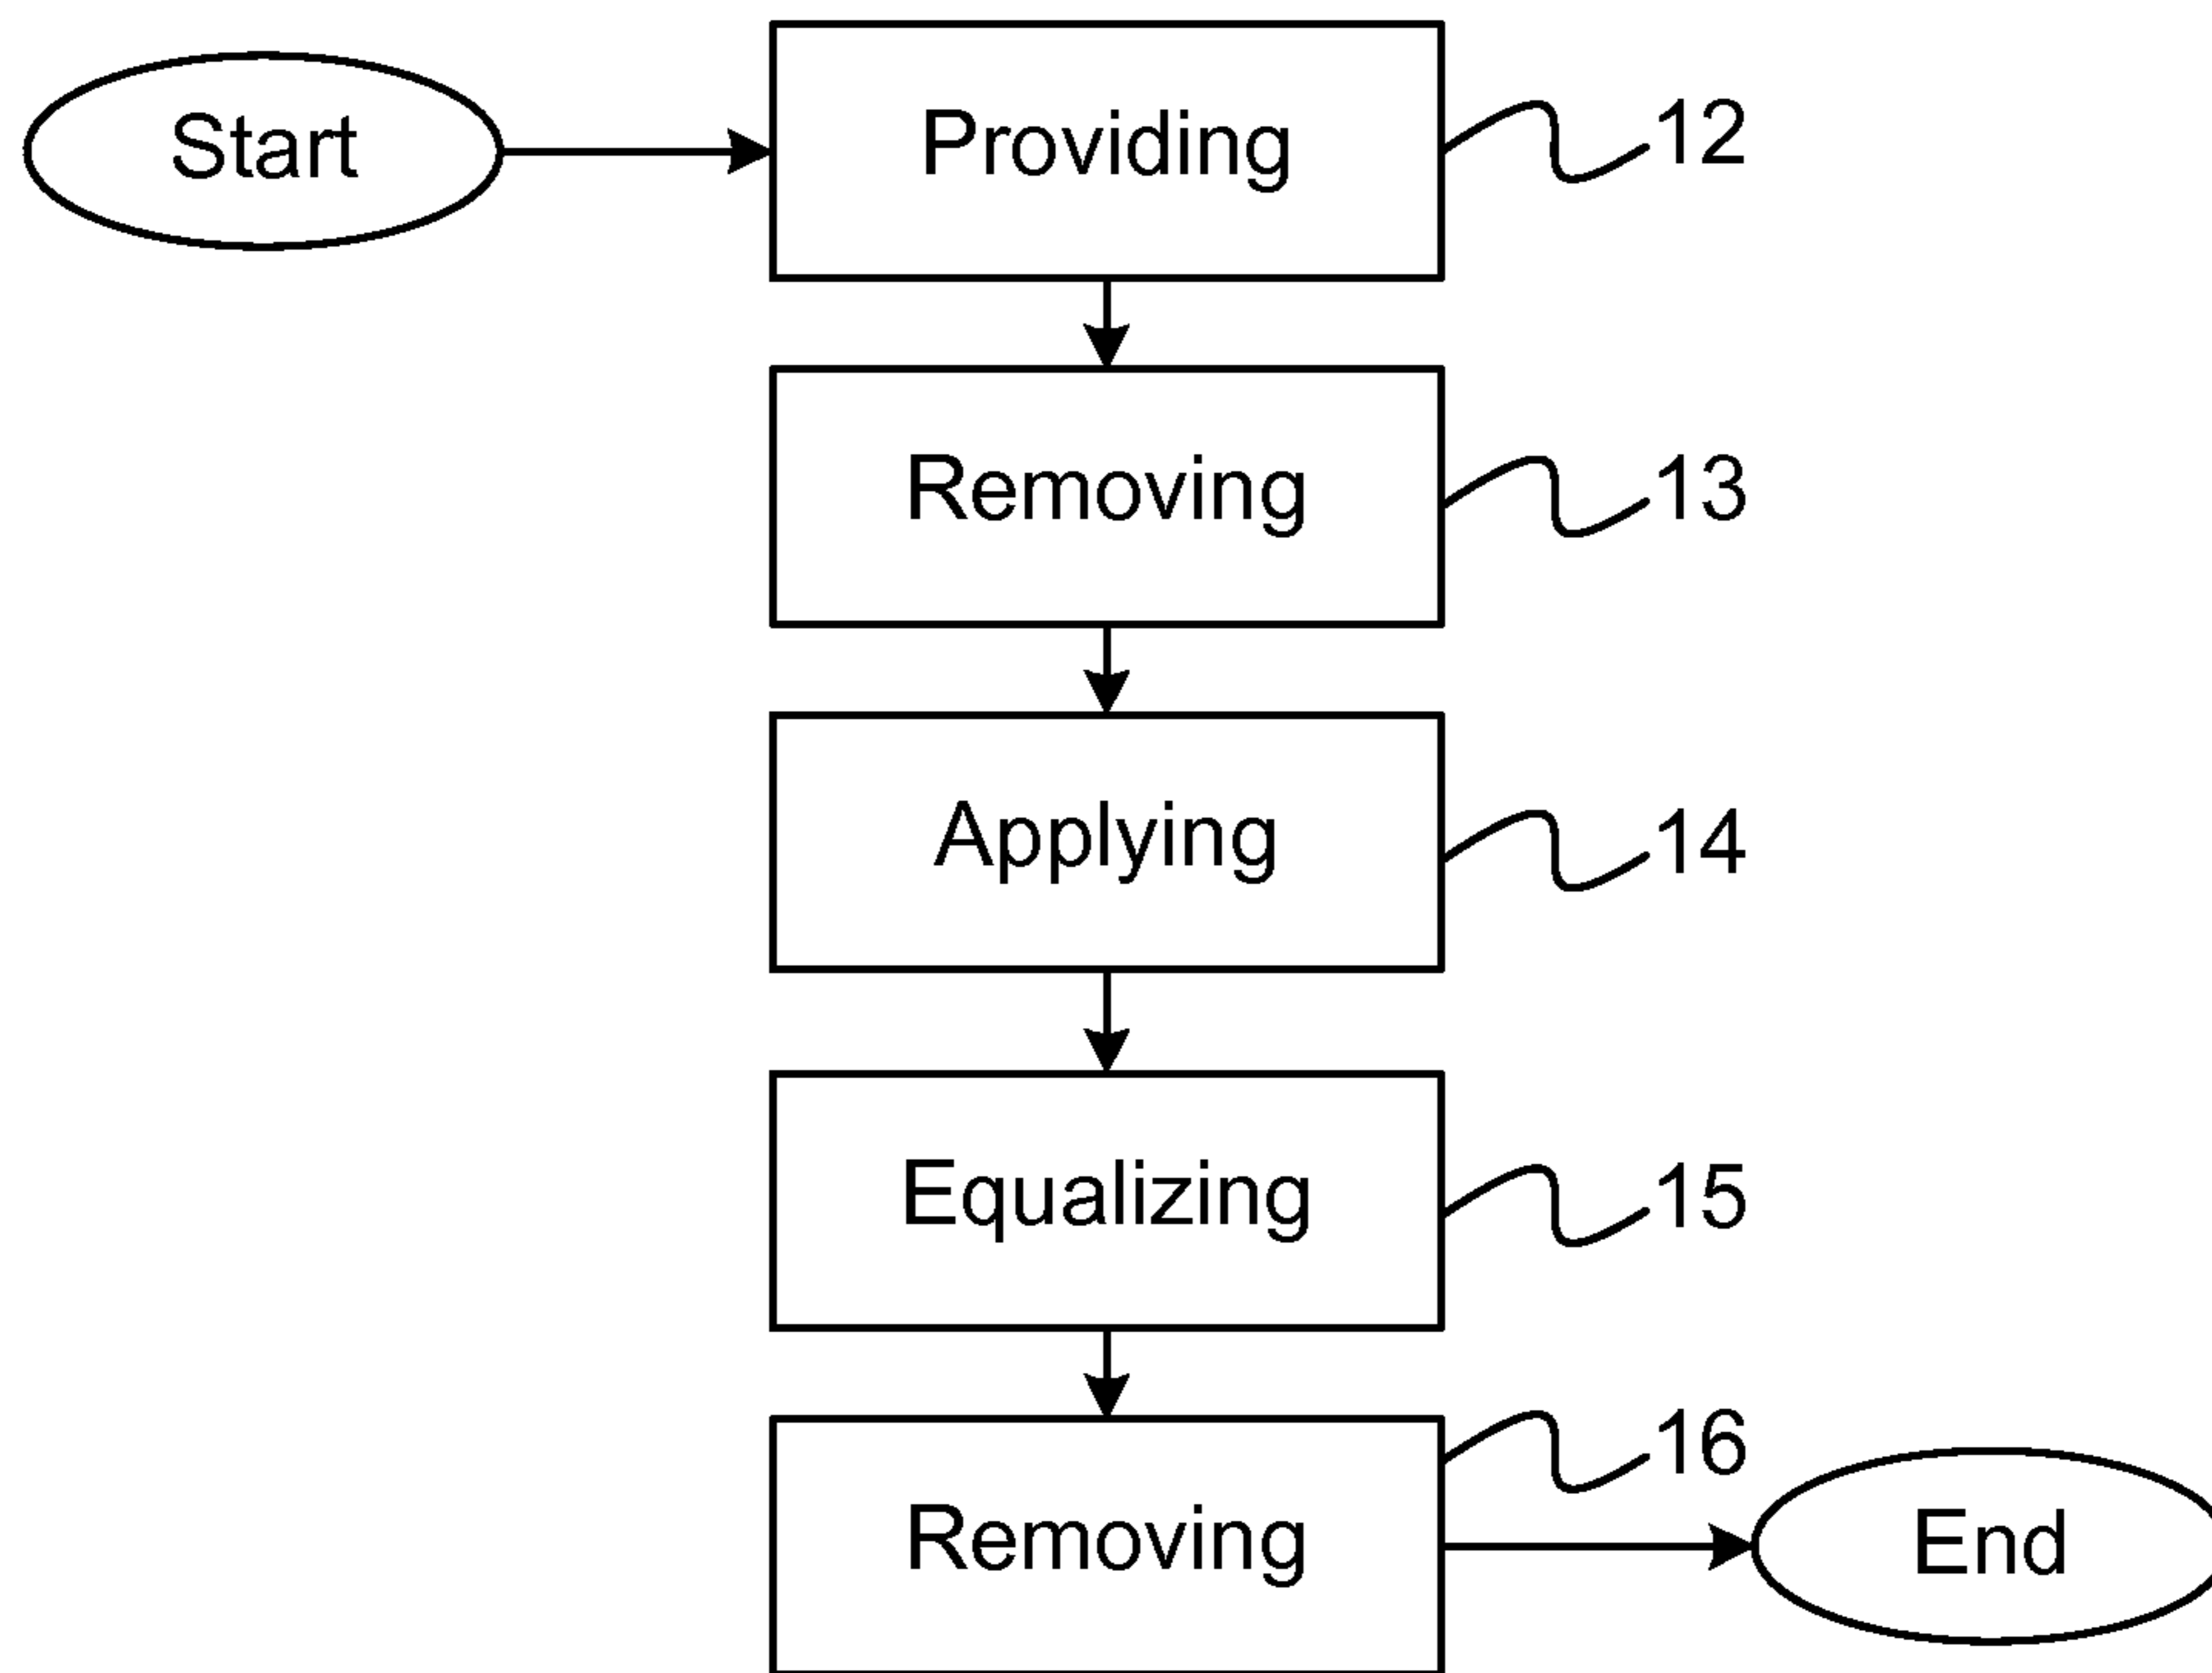 Start
Providing
12
Removing
13
Applying
14
Equalizing
15
Removing
16
End